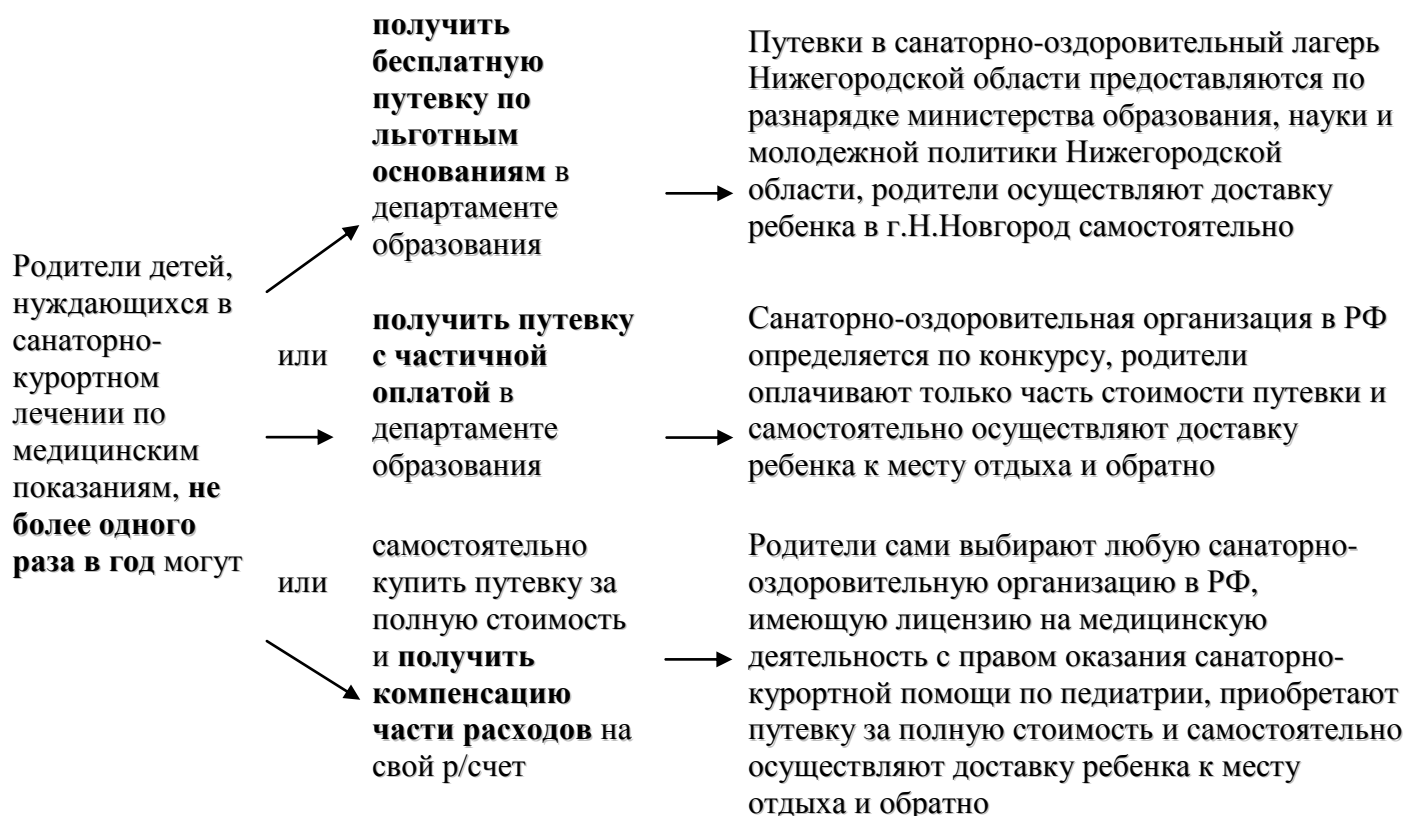 Родители детей,
нуждающихся в
санаторно-
курортном
лечении по
медицинским
показаниям, не
более одного
раза в год могут
получить
бесплатную
путевку по
льготным
основаниям в
департаменте
образования
Путевки в санаторно-оздоровительный лагерь
Нижегородской области предоставляются по
разнарядке министерства образования, науки и
молодежной политики Нижегородской
области, родители осуществляют доставку
ребенка в г.Н.Новгород самостоятельно
или
получить путевку
с частичной
оплатой в
департаменте
образования
Санаторно-оздоровительная организация в РФ
определяется по конкурсу, родители
оплачивают только часть стоимости путевки и
самостоятельно осуществляют доставку
ребенка к месту отдыха и обратно
или
самостоятельно
купить путевку за
полную стоимость
и получить
компенсацию
части расходов на
свой р/счет
Родители сами выбирают любую санаторно-
оздоровительную организацию в РФ,
имеющую лицензию на медицинскую
деятельность с правом оказания санаторно-
курортной помощи по педиатрии, приобретают
путевку за полную стоимость и самостоятельно
осуществляют доставку ребенка к месту
отдыха и обратно